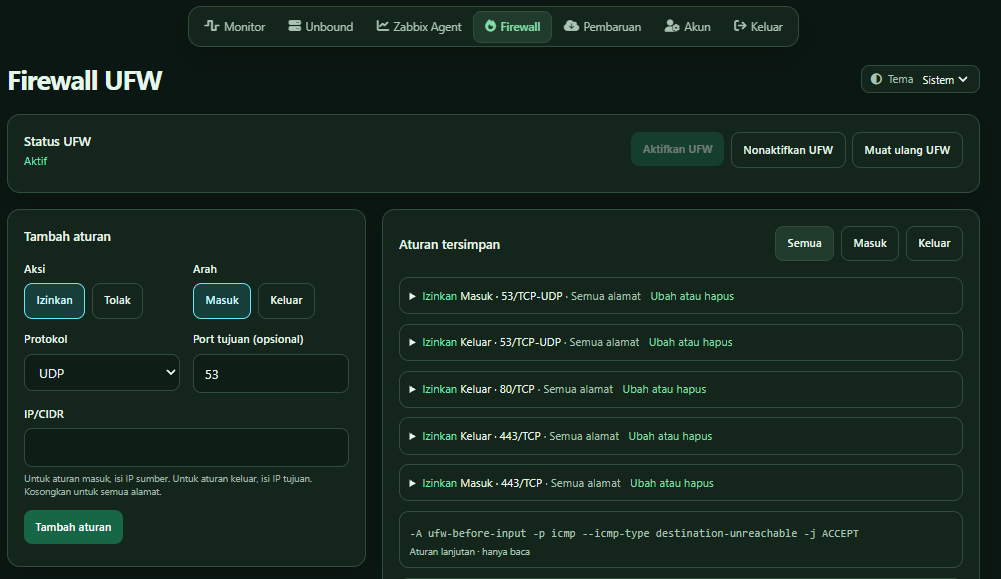 Monitor
Unbound
Zabbix Agent
Firewall
Pembaruan
Akun
Keluar
Firewall UFW
Tema Sistem
Status UFW
Aktif
Aktifkan UFW
Nonaktifkan UFW
Muat ulang UFW
Tambah aturan
Aksi
Izinkan
Tolak
Arah
Masuk
Keluar
Protokol
UDP
Port tujuan (opsional)
53
IP/CIDR
Untuk aturan masuk, isi IP sumber. Untuk aturan keluar, isi IP tujuan.
Kosongkan untuk semua alamat.
Tambah aturan
Aturan tersimpan
Semua
Masuk
Keluar
Izinkan Masuk · 53/TCP-UDP · Semua alamat Ubah atau hapus
Izinkan Keluar · 53/TCP-UDP · Semua alamat Ubah atau hapus
Izinkan Keluar · 80/TCP · Semua alamat Ubah atau hapus
Izinkan Keluar · 443/TCP · Semua alamat Ubah atau hapus
Izinkan Masuk · 443/TCP · Semua alamat Ubah atau hapus
-A ufw-before-input -p icmp --icmp-type destination-unreachable -j ACCEPT
Aturan lanjutan · hanya baca